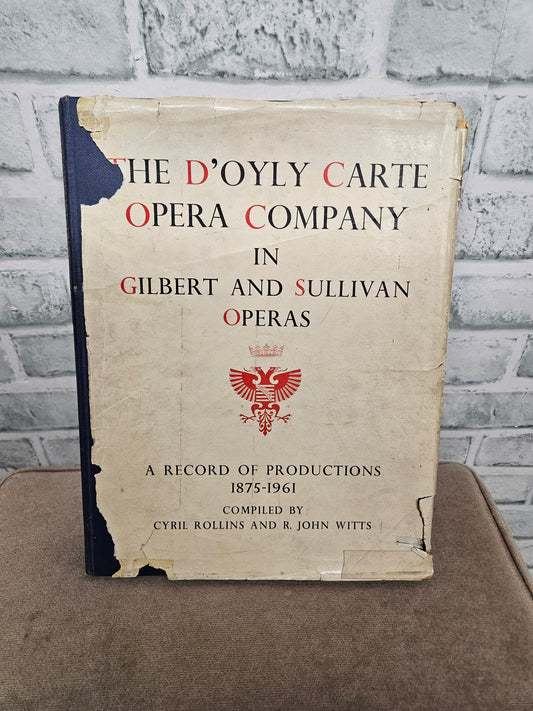 THE D'OYLY CARTE
OPERA COMPANY
IN
GILBERT AND SULLIVAN
OPERAS
A RECORD OF PRODUCTIONS
1875-1961
COMPILED BY
CYRIL ROLLINS AND R. JOHN WITTS